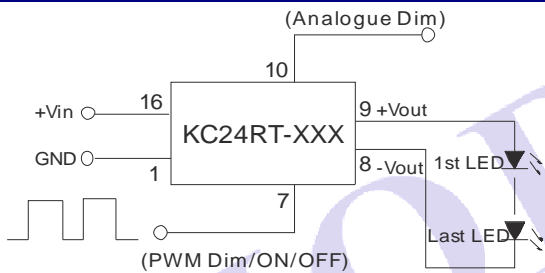 (Analogue Dim)
10
+Vin
16
KC24RT-XXX
9 +Vout
GND
1
8 -Vout
1st LED
7
Last LED
(PWM Dim/ON/OFF)